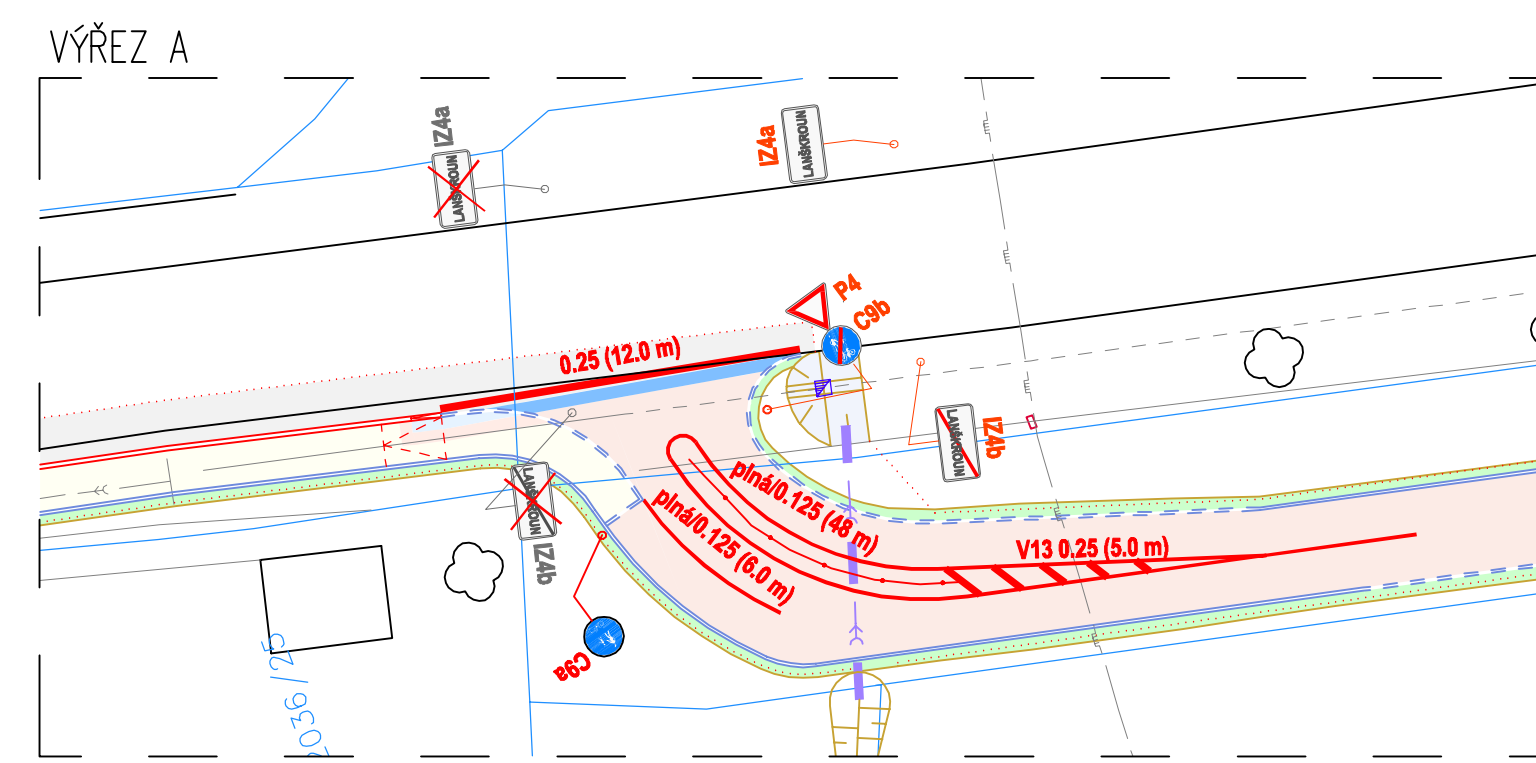 VÝŘEZ A
IZ4a
LANŠKROUN
IZ4a
LANŠKROUN
P4
C9b
0.25 (12.0 m)
LANŠKROUN
IZ4b
plná/0.125 (48 m)
plná/0.125 (6.0 m)
V13 0.25 (5.0 m)
LANŠKROUN
IZ4b
C9a
2036/25